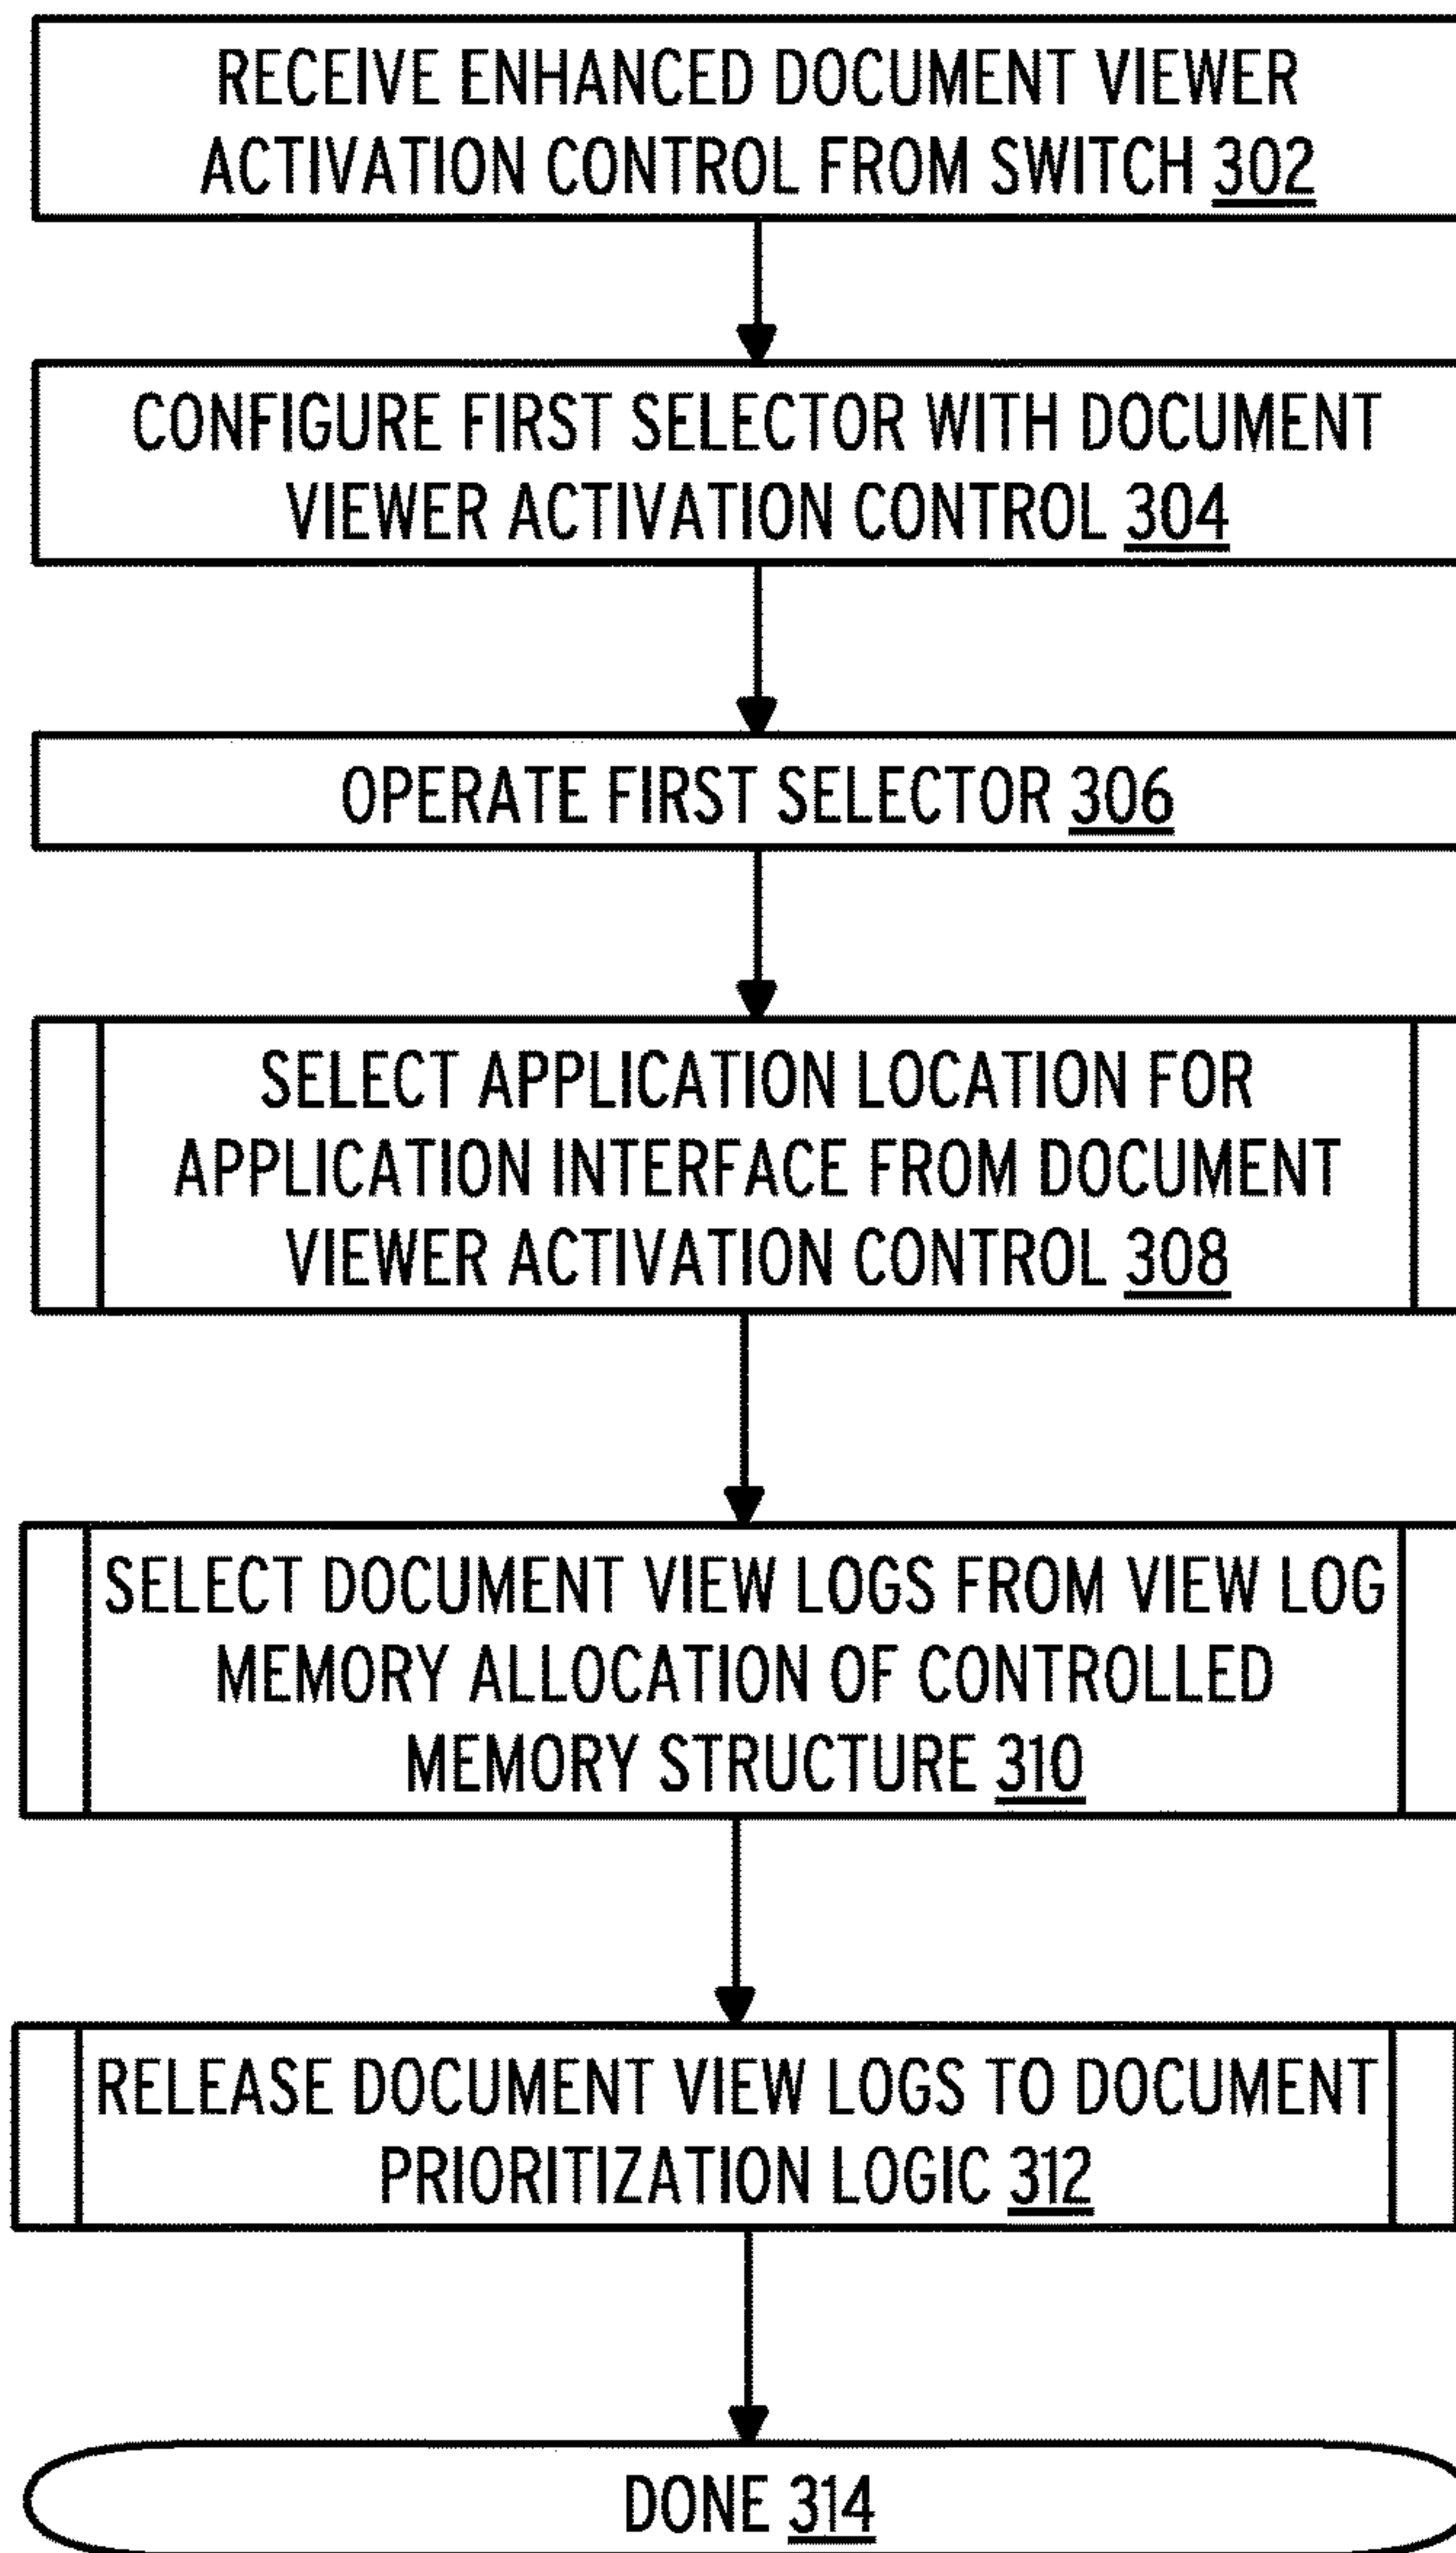 RECEIVE ENHANCED DOCUMENT VIEWER
ACTIVATION CONTROL FROM SWITCH 302
CONFIGURE FIRST SELECTOR WITH DOCUMENT
VIEWER ACTIVATION CONTROL 304
OPERATE FIRST SELECTOR 306
SELECT APPLICATION LOCATION FOR
APPLICATION INTERFACE FROM DOCUMENT
VIEWER ACTIVATION CONTROL 308
SELECT DOCUMENT VIEW LOGS FROM VIEW LOG
MEMORY ALLOCATION OF CONTROLLED
MEMORY STRUCTURE 310
RELEASE DOCUMENT VIEW LOGS TO DOCUMENT
PRIORITIZATION LOGIC 312
DONE 314